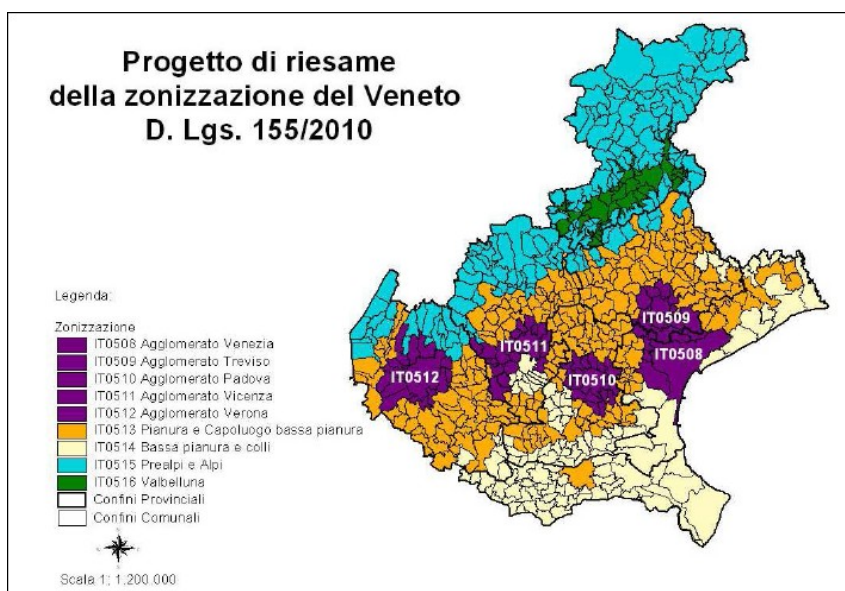 Progetto di riesame
della zonizzazione del Veneto
D. Lgs. 155/2010
IT0509
IT0511
IT0508
IT0512
IT0510
Legenda:
Zonizzazione
IT0508 Agglomerato Venezia
IT0509 Agglomerato Treviso
IT0510 Agglomerato Padova
IT0511 Agglomerato Vicenza
IT0512 Agglomerato Verona
IT0513 Pianura e Capoluogo bassa pianura
IT0514 Bassa pianura e colli
IT0515 Prealpi e Alpi
IT0516 Valbelluna
Confini Provinciali
Confini Comunali
Scala 1: 1.200.000